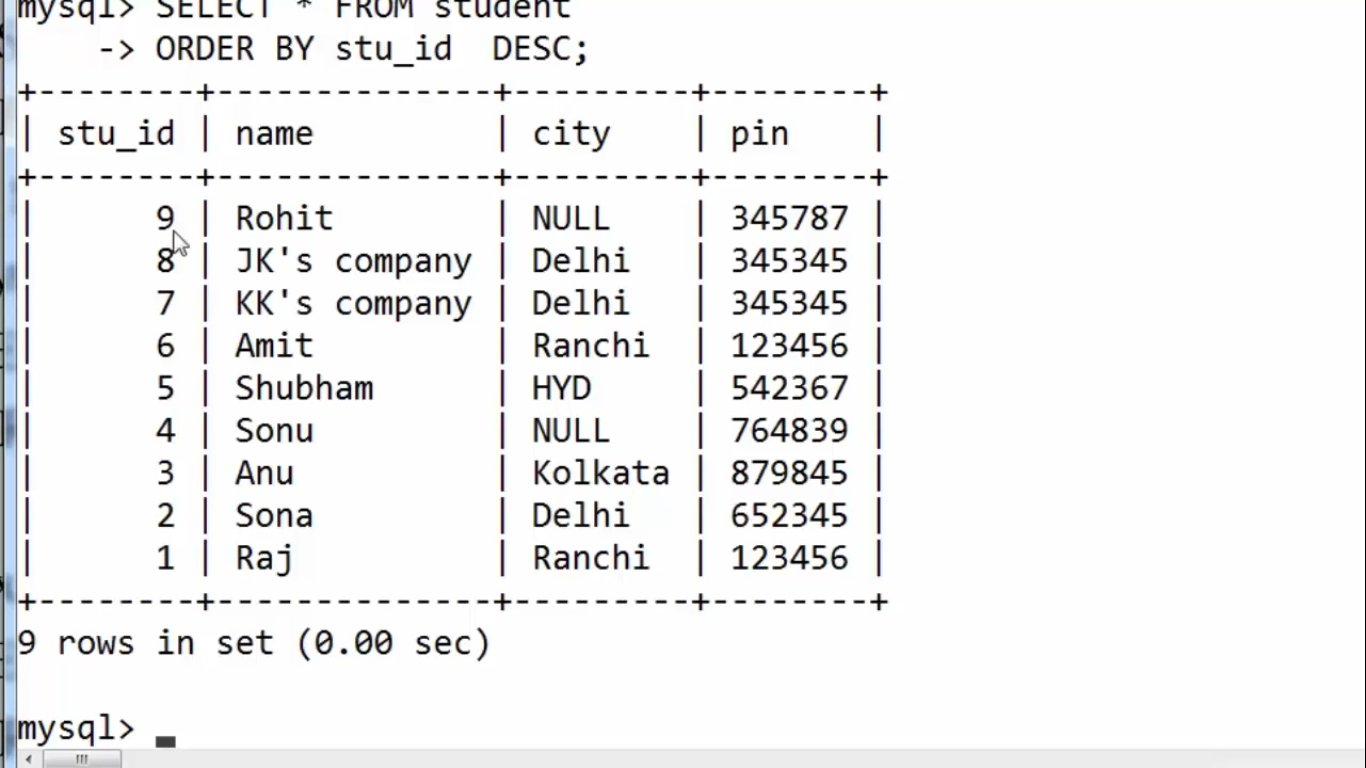 mysql> SELECT * FROM student
    -> ORDER BY stu_id  DESC;
+--------+--------------+---------+--------+
| stu_id | name         | city    | pin    |
+--------+--------------+---------+--------+
|      9 | Rohit        | NULL    | 345787 |
|      8 | JK's company | Delhi   | 345345 |
|      7 | KK's company | Delhi   | 345345 |
|      6 | Amit         | Ranchi  | 123456 |
|      5 | Shubham      | HYD     | 542367 |
|      4 | Sonu         | NULL    | 764839 |
|      3 | Anu          | Kolkata | 879845 |
|      2 | Sona         | Delhi   | 652345 |
|      1 | Raj          | Ranchi  | 123456 |
+--------+--------------+---------+--------+
9 rows in set (0.00 sec)
mysql>